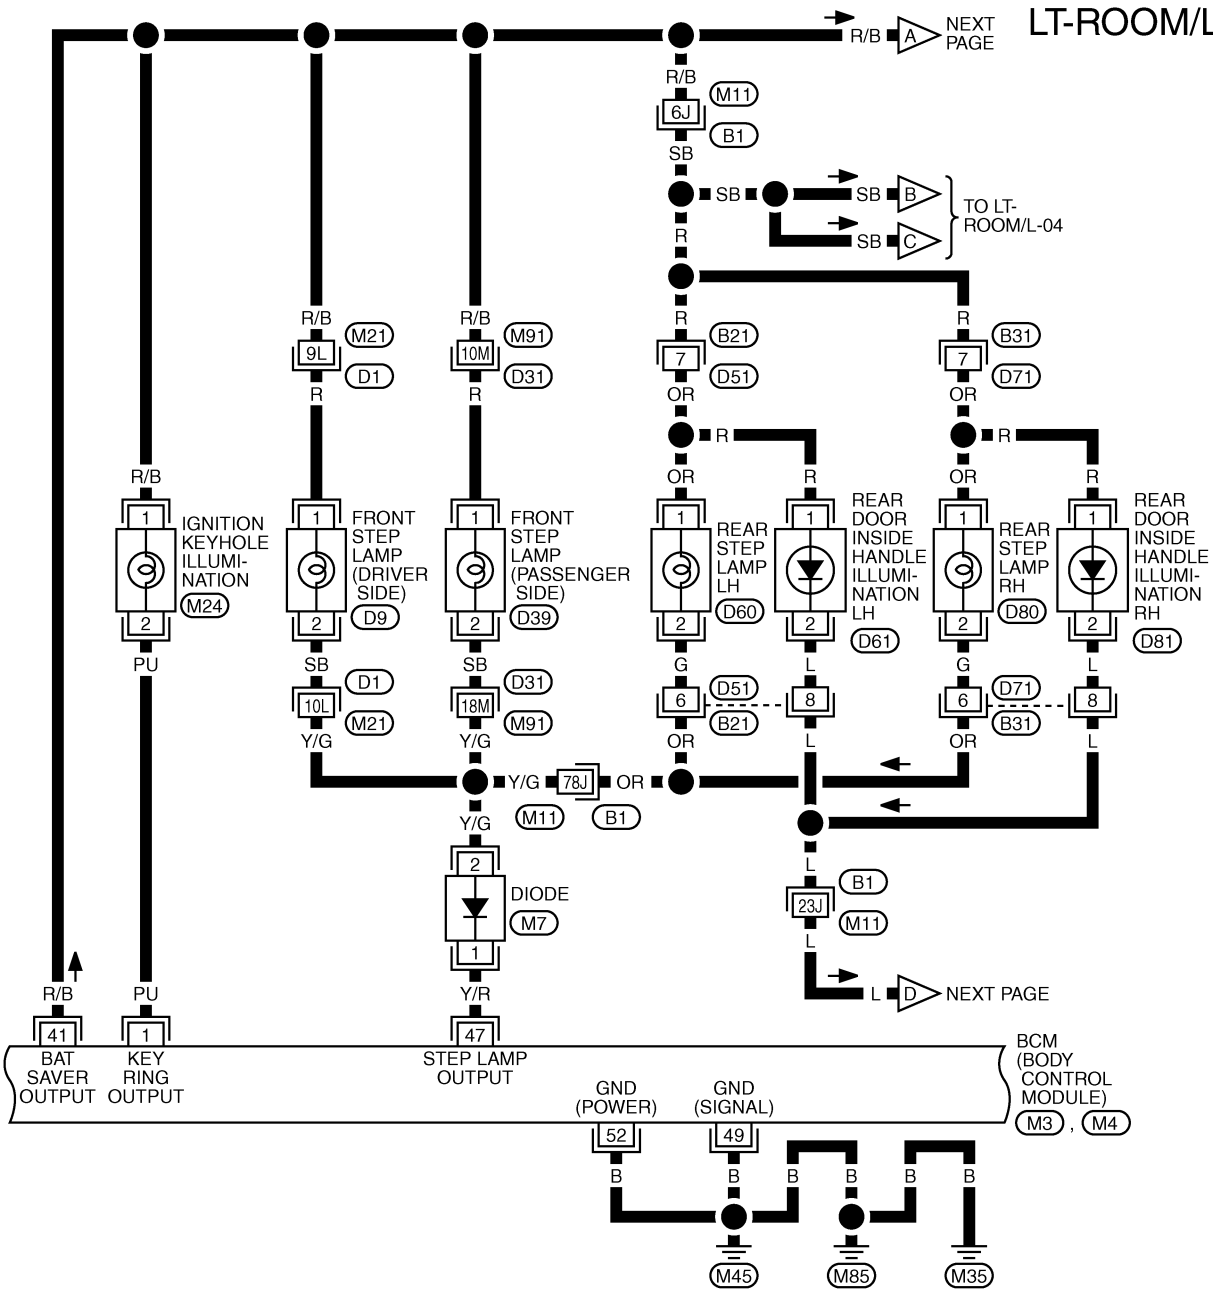 LT-ROOM/L
R/B
A
NEXT
PAGE
R/B
6J
M11
B1
SB
SB
SB
B
SB
C
TO LT-
ROOM/L-04
R
R/B
9L
M21
D1
R
R/B
10M
M91
D31
R
R
7
B21
D51
OR
R
7
B31
D71
OR
R
R
R/B
OR
R
OR
R
1
IGNITION
KEYHOLE
ILLUMI-
NATION
M24
2
PU
1
FRONT
STEP
LAMP
(DRIVER
SIDE)
D9
2
SB
1
FRONT
STEP
LAMP
(PASSENGER
SIDE)
D39
2
SB
1
REAR
STEP
LAMP
LH
D60
2
G
1
REAR
DOOR
INSIDE
HANDLE
ILLUMI-
NATION
LH
D61
2
L
1
REAR
STEP
LAMP
RH
D80
2
G
1
REAR
DOOR
INSIDE
HANDLE
ILLUMI-
NATION
RH
D81
2
L
10L
D1
M21
Y/G
18M
D31
M91
Y/G
6
D51
B21
8
OR
L
6
D71
B31
8
OR
L
Y/G
78J
OR
M11
B1
Y/G
2
DIODE
M7
1
Y/R
L
23J
B1
M11
L
L
D
NEXT PAGE
R/B
PU
41
1
47
BAT
SAVER
OUTPUT
KEY
RING
OUTPUT
STEP LAMP
OUTPUT
GND
(POWER)
GND
(SIGNAL)
BCM
(BODY
CONTROL
MODULE)
M3 , M4
52
49
B
B
B
B
B
B
M45
M85
M35